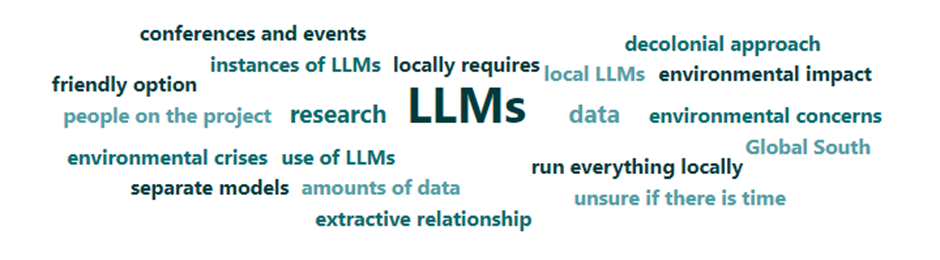 conferences and events
decolonial approach
instances of LLMs
locally requires
local LLMs
environmental impact
friendly option
people on the project
research
LLMs
data
environmental concerns
Global South
environmental crises
use of LLMs
run everything locally
separate models
amounts of data
unsure if there is time
extractive relationship